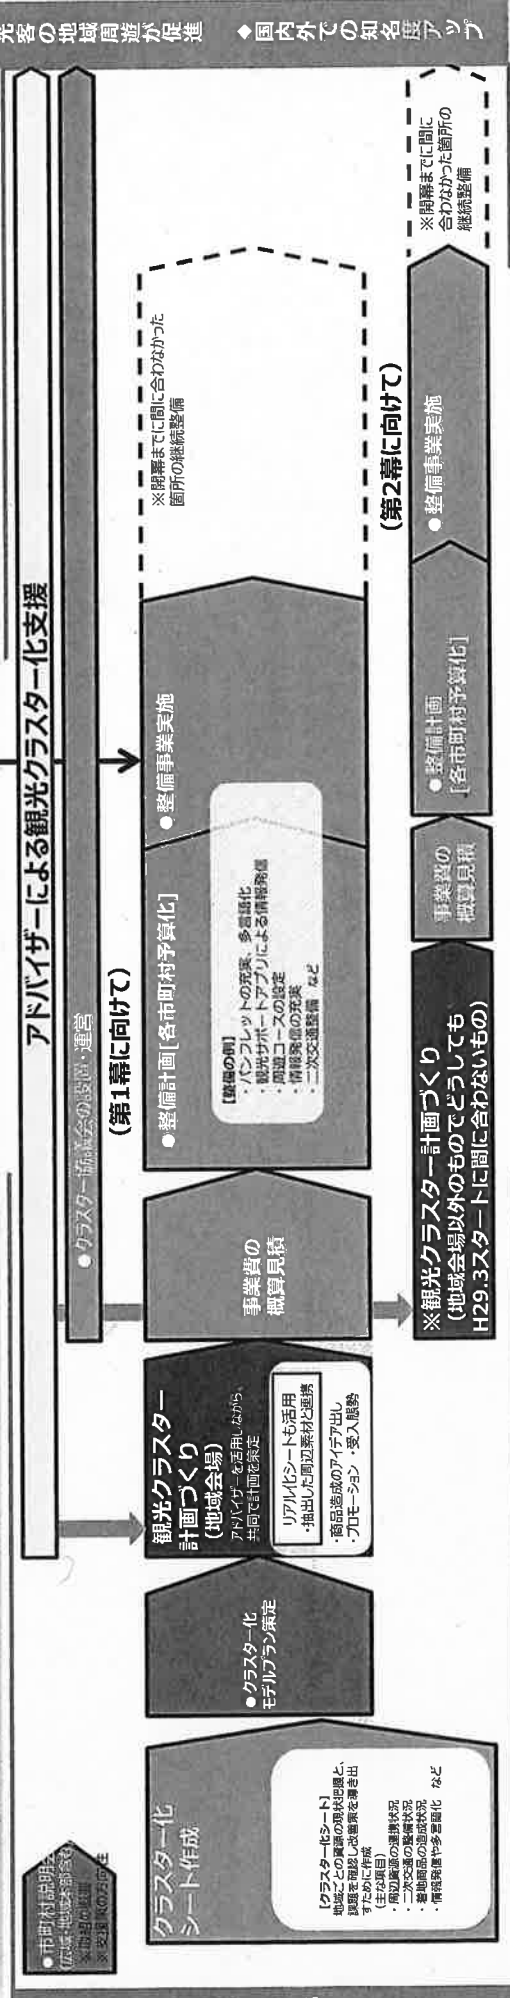 ●市町村説明会
クラスター化
シート作成
【クラスター化シート】
地域ごとの資源の現状把握と、
課題を確認し改善策を導き出
すために作成
(主な項目)
・周辺資源の連携状況
・二次交通の整備状況
・着地商品の造成状況
・情報発信や多言語化 など
●クラスター化
モデルプラン策定
観光クラスター
計画づくり
(地域会場)
アドバイザーを活用しながら、
共同で計画を策定
リアル化シートも活用
・抽出した周辺素材と連携
・商品造成のアイデア出し
・プロモーション ・受入態勢
アドバイザーによる観光クラスター化支援
●クラスター協議会の設置・運営
(第1幕に向けて)
事業費の
概算見積
●整備計画[各市町村予算化]
【整備の例】
・パンフレットの充実、多言語化
・観光サポートアプリによる情報発信
・周遊コースの設定
・情報発信の充実
・二次交通整備 など
●整備事業実施
※開幕までに間に合わなかった
箇所の継続整備
(第2幕に向けて)
※観光クラスター計画づくり
(地域会場以外のものでどうしても
H29.3スタートに間に合わないもの)
事業費の
概算見積
●整備計画
[各市町村予算化]
●整備事業実施
※開幕までに間に
合わなかった箇所の
継続整備
光客の地域周遊が促進
◆国内外での知名度アップ